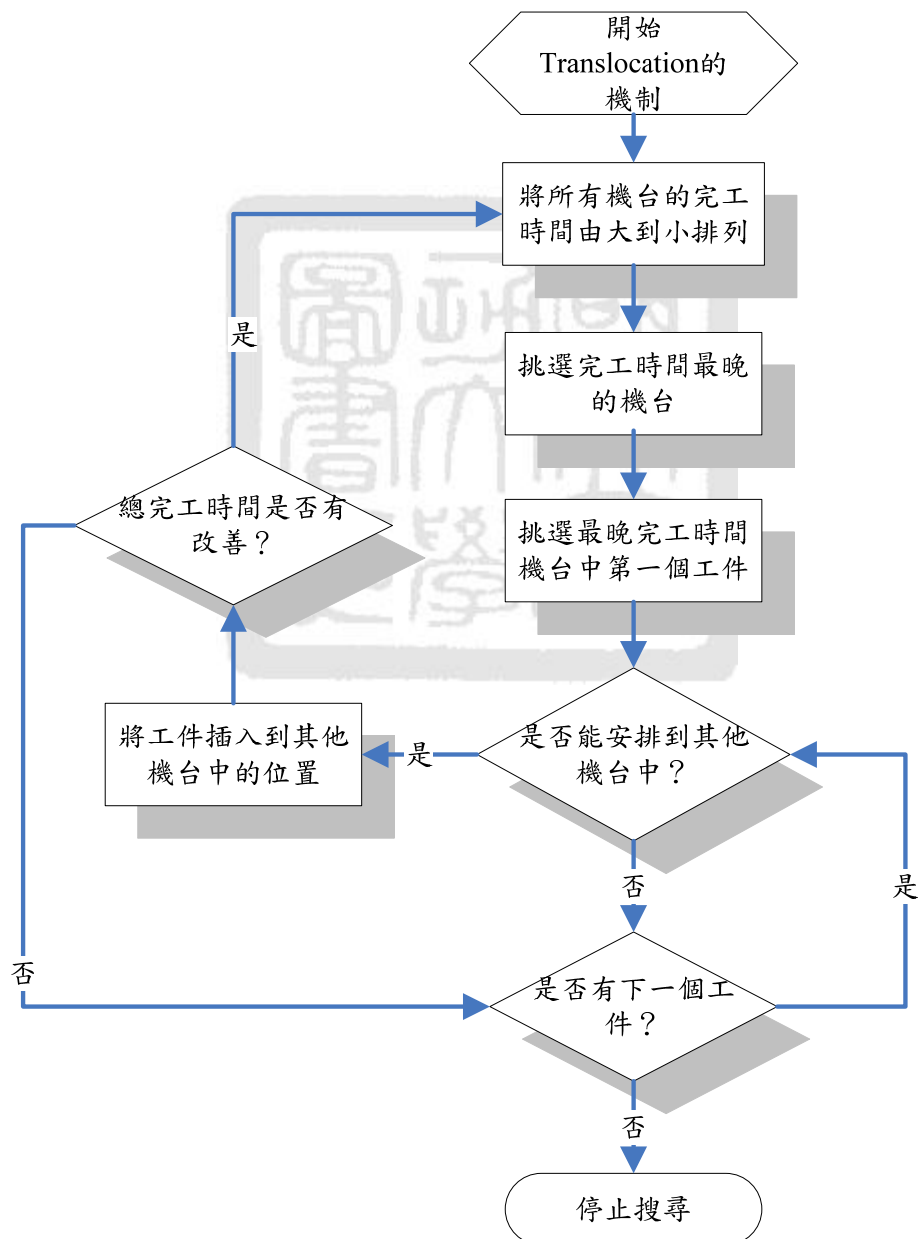 開始
Translocation的
機制
將所有機台的完工
時間由大到小排列
是
挑選完工時間最晚
的機台
總完工時間是否有
改善？
挑選最晚完工時間
機台中第一個工件
將工件插入到其他
機台中的位置
是
是否能安排到其他
機台中？
否
是
否
是否有下一個工
件？
否
停止搜尋